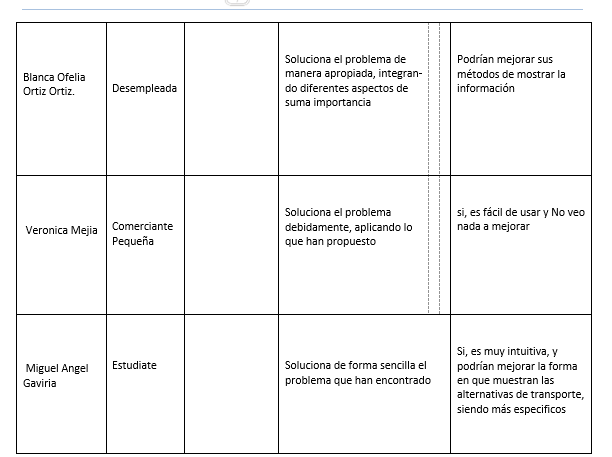 Blanca Ofelia
Ortiz Ortiz.
Desempleada
Soluciona el problema de
manera apropiada, integran-
do diferentes aspectos de
suma importancia
Podrían mejorar sus
métodos de mostrar la
información
Veronica Mejia
Comerciante
Pequeña
Soluciona el problema
debidamente, aplicando lo
que han propuesto
si, es fácil de usar y No veo
nada a mejorar
Miguel Angel
Gaviria
Estudiate
Soluciona de forma sencilla el
problema que han encontrado
Si, es muy intuitiva, y
podrían mejorar la forma
en que muestran las
alternativas de transporte,
siendo más especificos